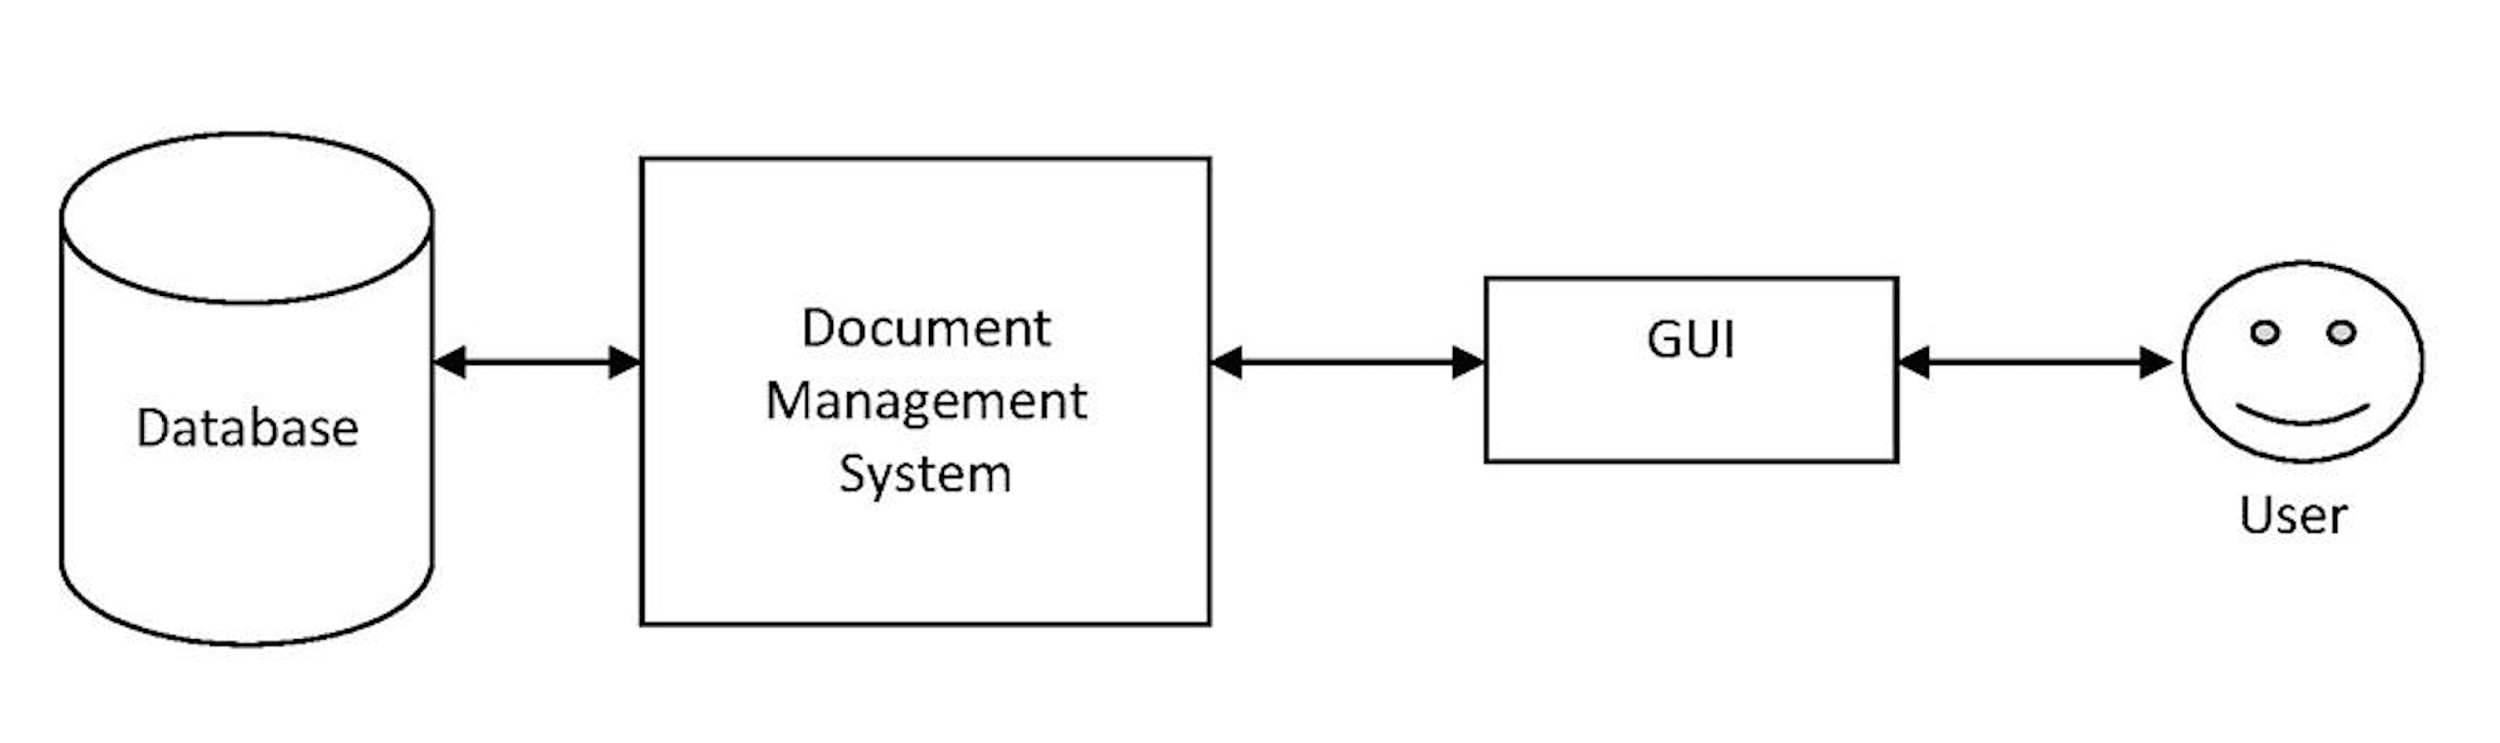 Database
Document
Management
System
GUI
User